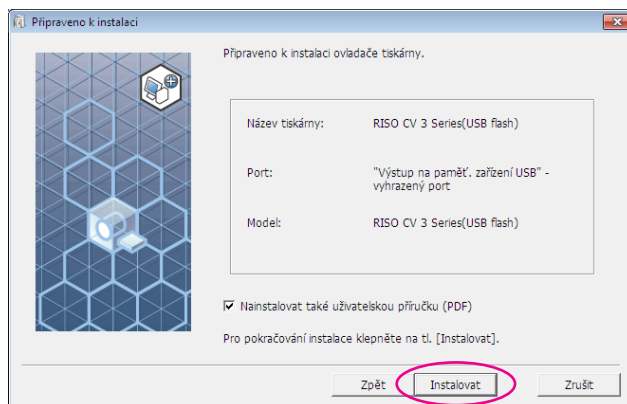 Připraveno k instalaci
Připraveno k instalaci ovladače tiskárny.
Název tiskárny: RISO CV 3 Series(USB flash)
Port: "Výstup na paměť. zařízení USB" -
vyhrazený port
Model: RISO CV 3 Series(USB flash)
Nainstalovat také uživatelskou příručku (PDF)
Pro pokračování instalace klepněte na tl. [Instalovat].
Zpět Instalovat Zrušit